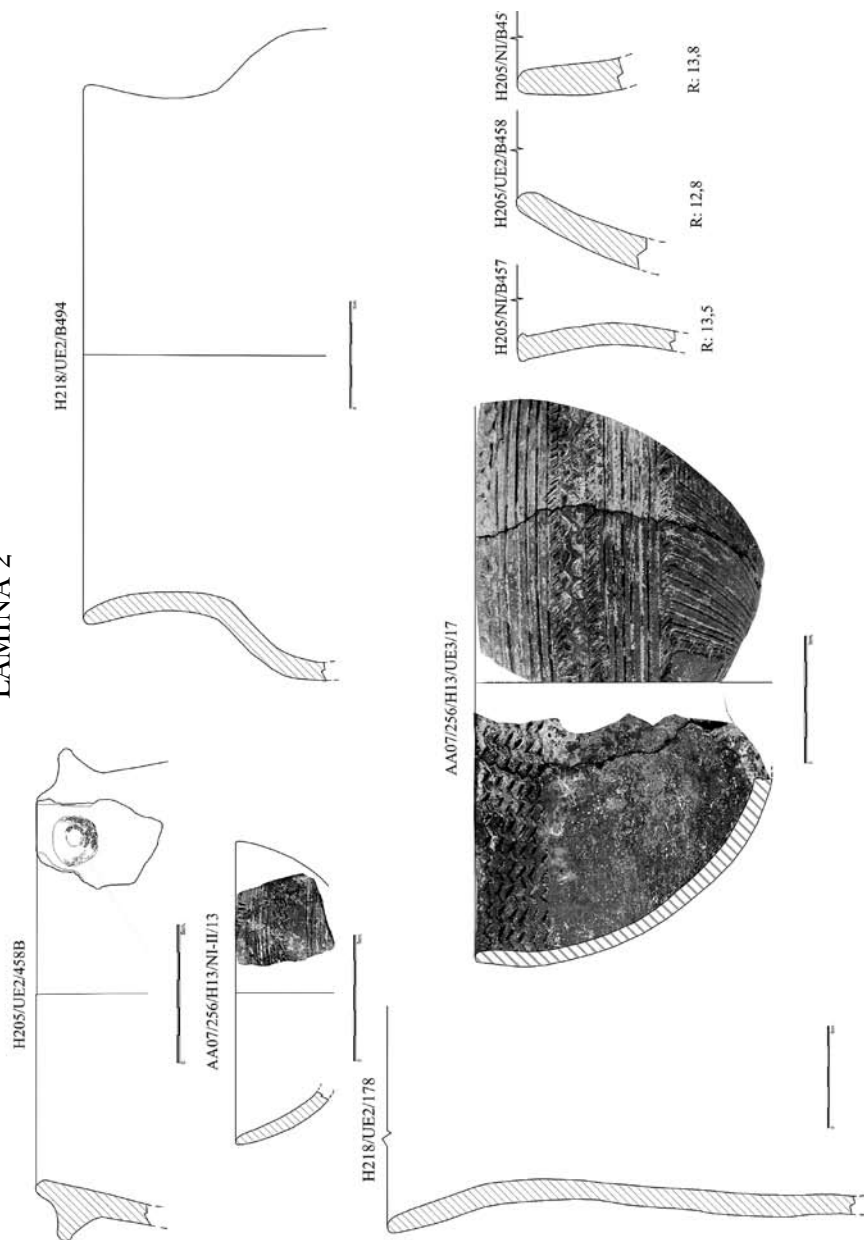 LÁMINA 2
H205/UE2/458B
H218/UE2/B494
AA07/256/H13/NI-II/13
H218/UE2/178
AA07/256/H13/UE3/17
H205/NI/B457
R: 13,5
H205/UE2/B458
R: 12,8
H205/NI/B45
R: 13,8